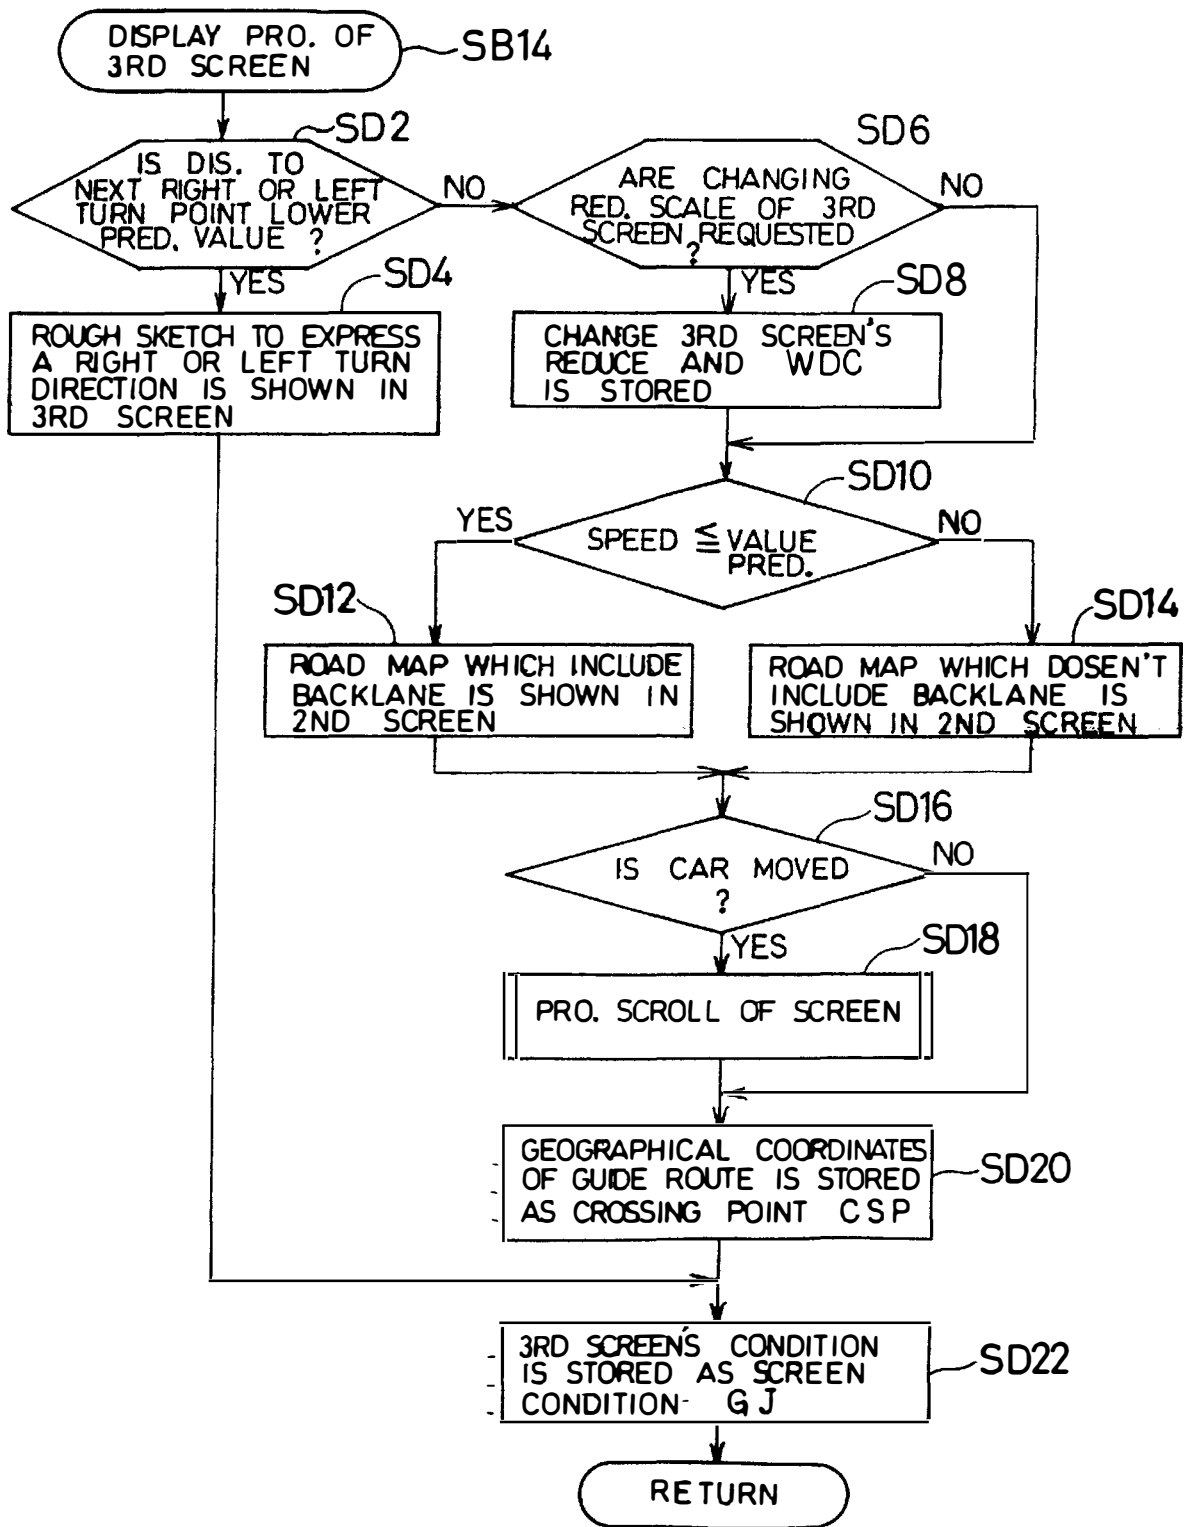 DISPLAY PRO. OF
3RD SCREEN
SB14
SD2
IS DIS. TO
NEXT RIGHT OR LEFT
TURN POINT LOWER
PRED. VALUE ?
NO
YES
SD6
ARE CHANGING
RED. SCALE OF 3RD
SCREEN REQUESTED
?
NO
YES
SD4
ROUGH SKETCH TO EXPRESS
A RIGHT OR LEFT TURN
DIRECTION IS SHOWN IN
3RD SCREEN
SD8
CHANGE 3RD SCREEN'S
REDUCE AND WDC
IS STORED
SD10
YES
SPEED ≦ VALUE
PRED.
NO
SD12
ROAD MAP WHICH INCLUDE
BACKLANE IS SHOWN IN
2ND SCREEN
SD14
ROAD MAP WHICH DOSEN'T
INCLUDE BACKLANE IS
SHOWN IN 2ND SCREEN
SD16
IS CAR MOVED
?
NO
YES
SD18
PRO. SCROLL OF SCREEN
GEOGRAPHICAL COORDINATES
OF GUIDE ROUTE IS STORED
AS CROSSING POINT CSP
SD20
3RD SCREEN'S CONDITION
IS STORED AS SCREEN
CONDITION GJ
SD22
RETURN